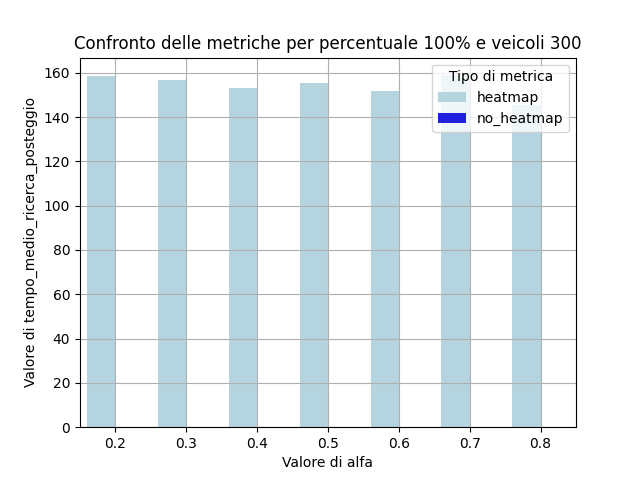 Confronto delle metriche per percentuale 100% e veicoli 300
Valore di tempo_medio_ricerca_posteggio
160
140
120
100
80
60
40
20
0
Tipo di metrica
heatmap
no_heatmap
0.2 0.3 0.4 0.5 0.6 0.7 0.8
Valore di alfa